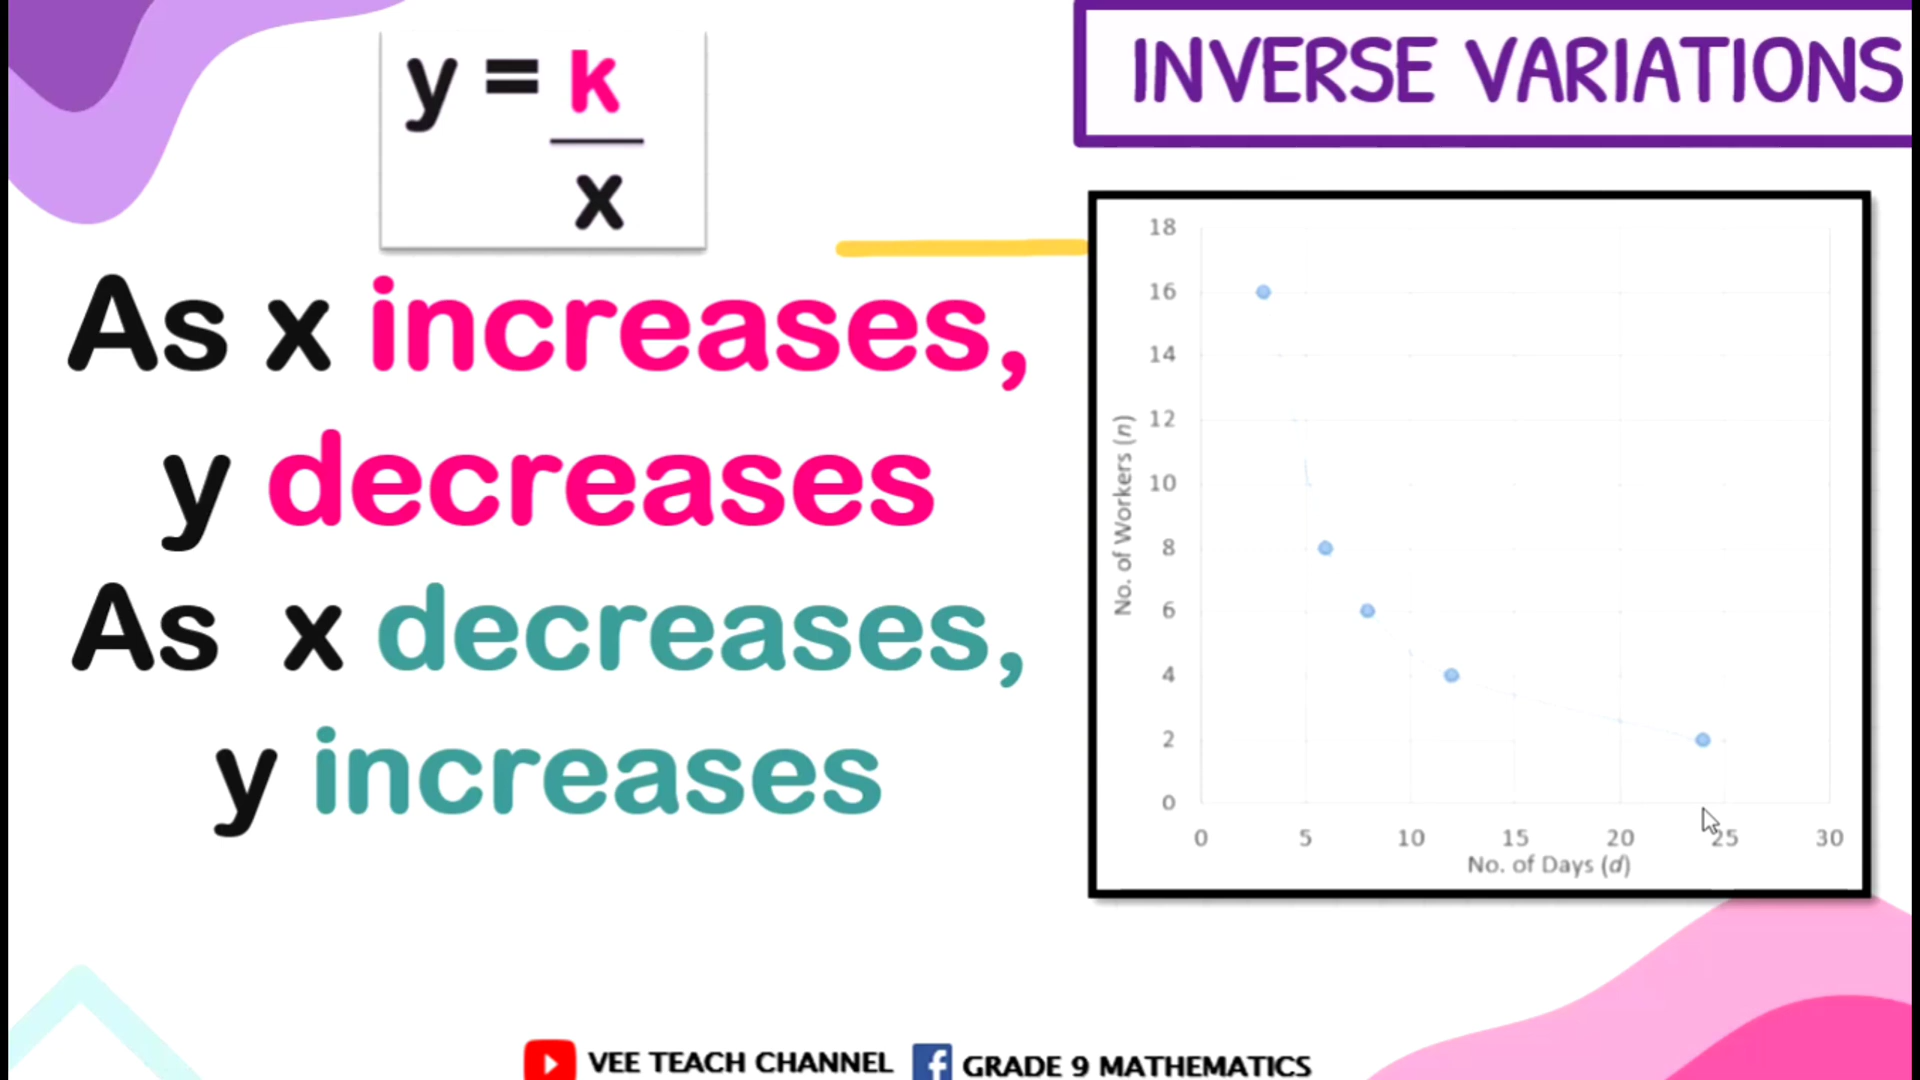 y = k
x
INVERSE VARIATIONS
As x increases,
y decreases
As x decreases,
y increases
18
16
14
12
10
8
6
4
2
0
No. of Workers (n)
0 5 10 15 20 25 30
No. of Days (d)
VEE TEACH CHANNEL f GRADE 9 MATHEMATICS